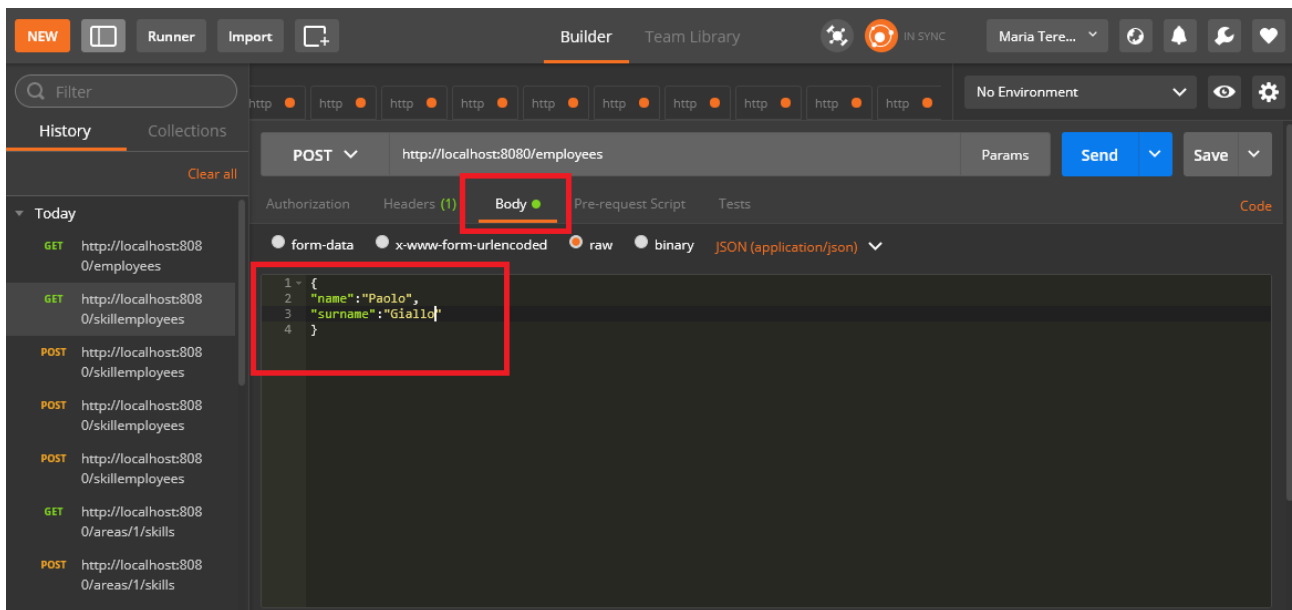 NEW Runner Import Builder Team Library IN SYNC Maria Tere...
Filter
http http http http http http http http http http No Environment
History Collections
POST http://localhost:8080/employees Params Send Save
Clear all
Authorization Headers (1) Body Pre-request Script Tests Code
Today
form-data x-www-form-urlencoded raw binary JSON (application/json)
GET http://localhost:808
0/employees
1 {
2 "name":"Paolo",
3 "surname":"Giallo"
4 }
GET http://localhost:808
0/skillemployees
POST http://localhost:808
0/skillemployees
POST http://localhost:808
0/skillemployees
POST http://localhost:808
0/skillemployees
GET http://localhost:808
0/areas/1/skills
POST http://localhost:808
0/areas/1/skills